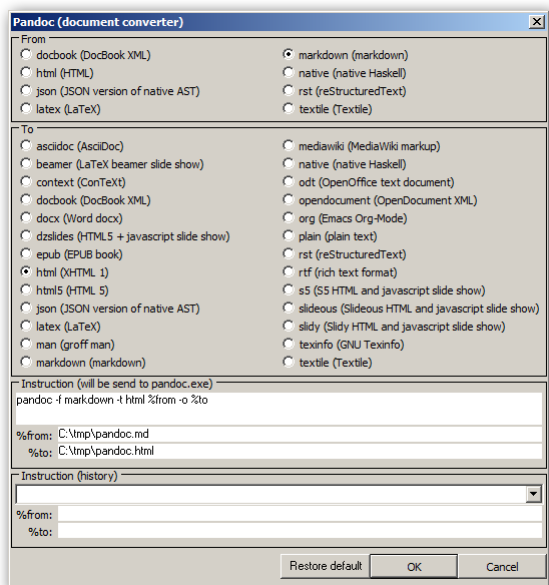 Pandoc (document converter)
From
docbook (DocBook XML)
html (HTML)
json (JSON version of native AST)
latex (LaTeX)
markdown (markdown)
native (native Haskell)
rst (reStructuredText)
textile (Textile)
To
asciidoc (AsciiDoc)
beamer (LaTeX beamer slide show)
context (ConTeXt)
docbook (DocBook XML)
docx (Word docx)
dzslides (HTML5 + javascript slide show)
epub (EPUB book)
html (XHTML 1)
html5 (HTML 5)
json (JSON version of native AST)
latex (LaTeX)
man (groff man)
markdown (markdown)
mediawiki (MediaWiki markup)
native (native Haskell)
odt (OpenOffice text document)
opendocument (OpenDocument XML)
org (Emacs Org-Mode)
plain (plain text)
rst (reStructuredText)
rtf (rich text format)
s5 (S5 HTML and javascript slide show)
slideous (Slideous HTML and javascript slide show)
slidy (Slidy HTML and javascript slide show)
texinfo (GNU Texinfo)
textile (Textile)
Instruction (will be send to pandoc.exe)
pandoc -f markdown -t html %from -o %to
%from: C:\tmp\pandoc.md
%to: C:\tmp\pandoc.html
Instruction (history)
%from:
%to:
Restore default OK Cancel